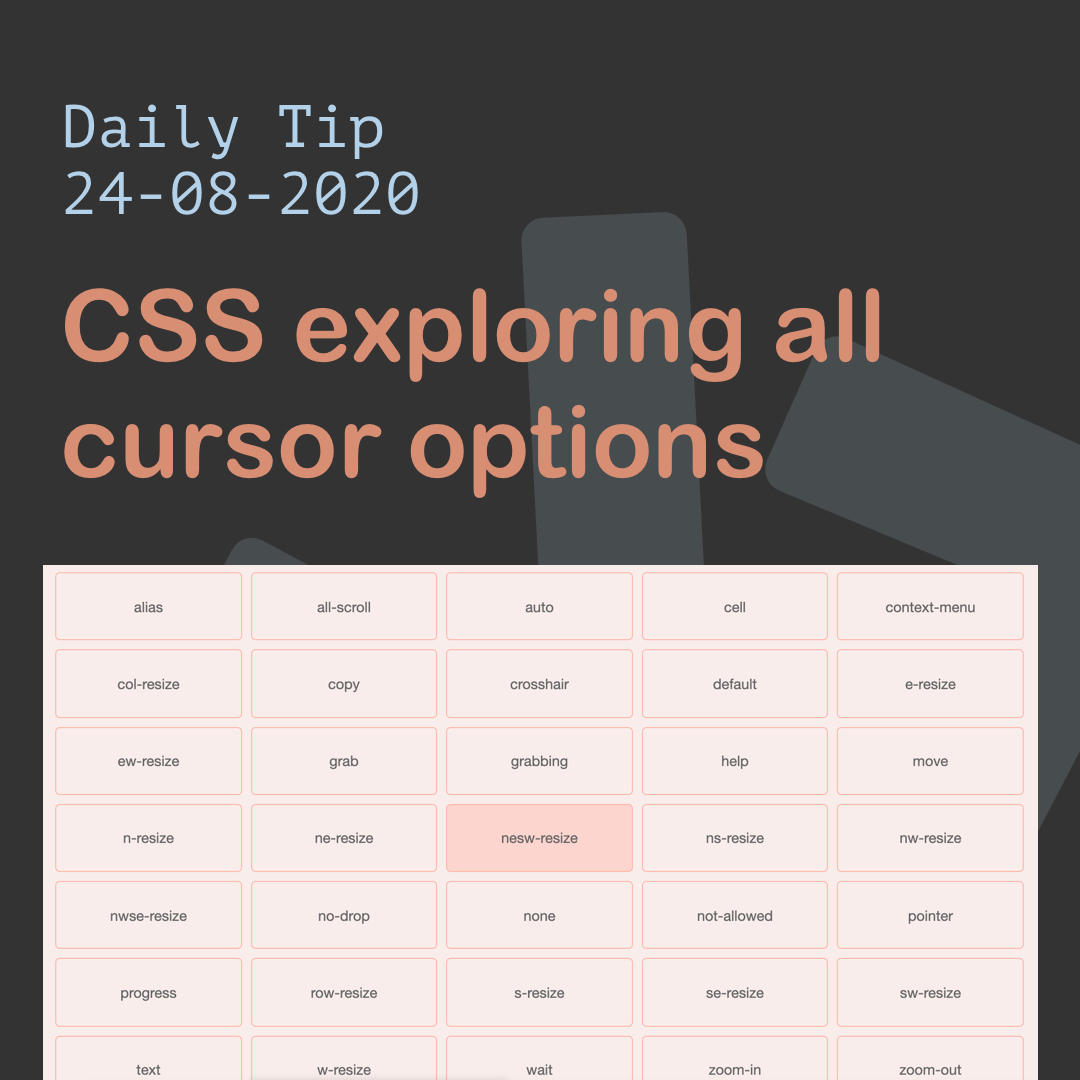 Daily Tip
24-08-2020
CSS exploring all
cursor options
alias all-scroll auto cell context-menu
col-resize copy crosshair default e-resize
ew-resize grab grabbing help move
n-resize ne-resize nesw-resize ns-resize nw-resize
nwse-resize no-drop none not-allowed pointer
progress row-resize s-resize se-resize sw-resize
text w-resize wait zoom-in zoom-out